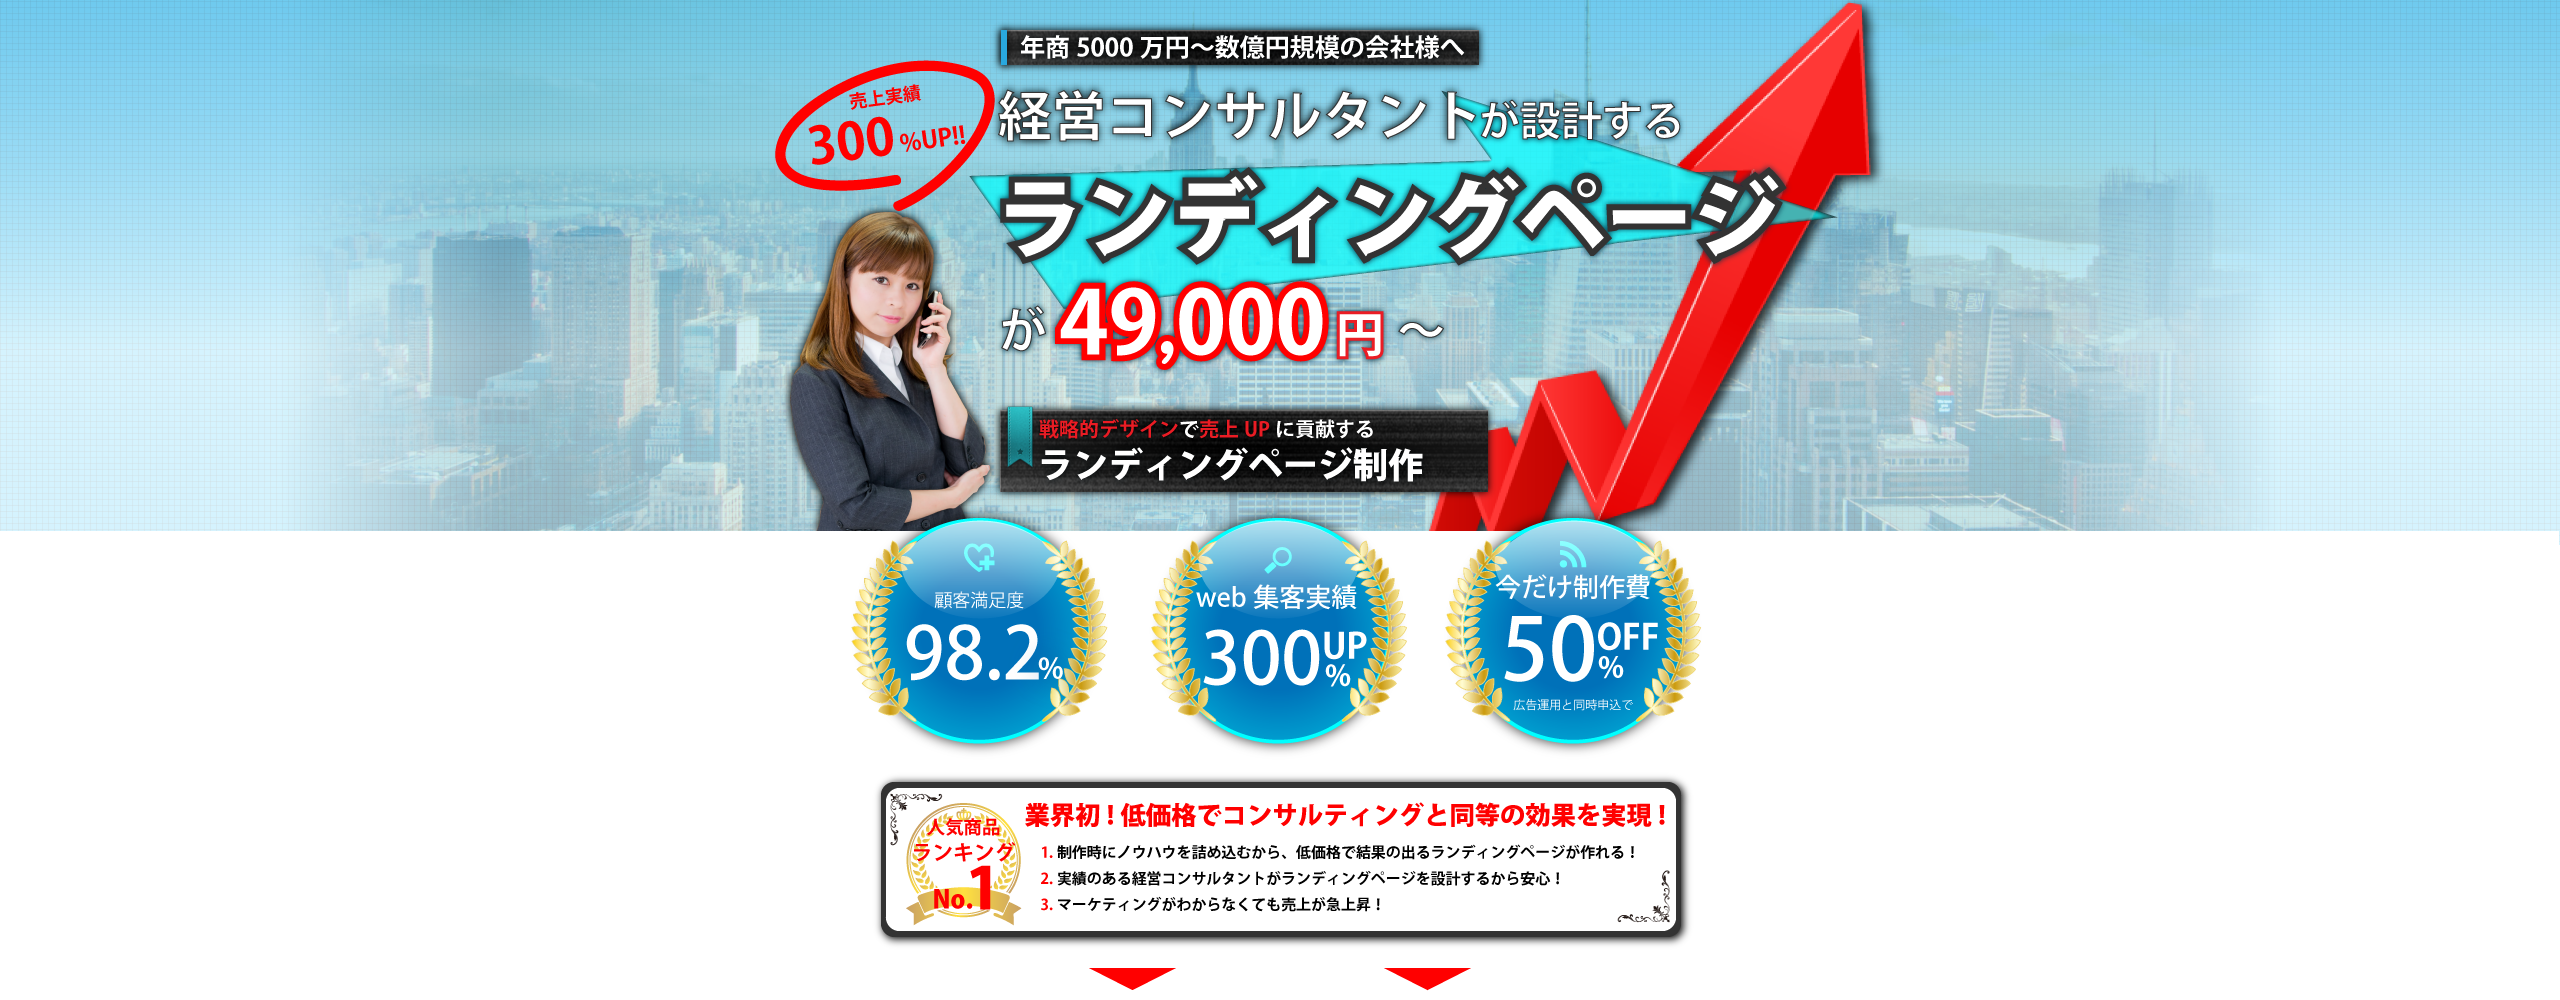 年商 5000 万円～数億円規模の会社様へ
売上実績
300 %UP!!
経営コンサルタントが設計する
ランディングページ
が 49,000 円 ～
戦略的デザインで売上 UP に貢献する
ランディングページ制作
顧客満足度
98.2%
web 集客実績
300%UP
今だけ制作費
50%OFF
広告運用と同時申込で
人気商品
ランキング
No.1
業界初！低価格でコンサルティングと同等の効果を実現！
1. 制作時にノウハウを詰め込むから、低価格で結果の出るランディングページが作れる！
2. 実績のある経営コンサルタントがランディングページを設計するから安心！
3. マーケティングがわからなくても売上が急上昇！